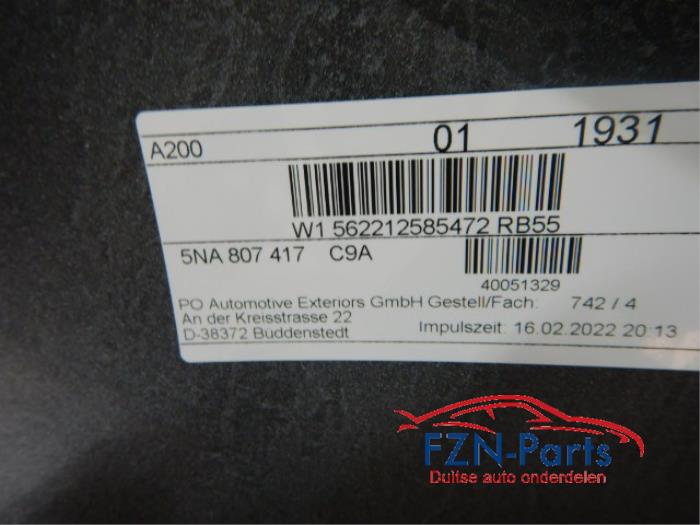 A200 01 1931
W1 562212585472 RB55
5NA 807 417 C9A
40051329
PO Automotive Exteriors GmbH Gestell/Fach: 742 / 4
An der Kreisstrasse 22
D-38372 Büddenstedt Impulszeit: 16.02.2022 20:13
FZN-Parts
Duitse auto onderdelen